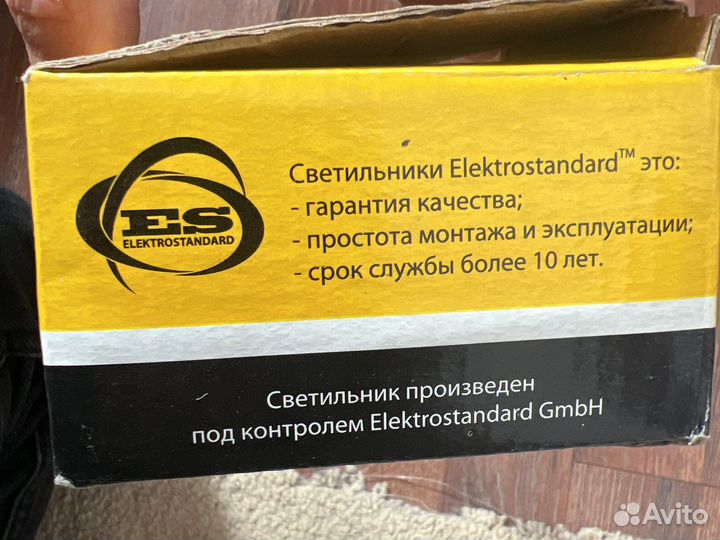 ES
ELEKTROSTANDARD
Светильники Elektrostandard™ это:
- гарантия качества;
- простота монтажа и эксплуатации;
- срок службы более 10 лет.
Светильник произведен
под контролем Elektrostandard GmbH
Avito